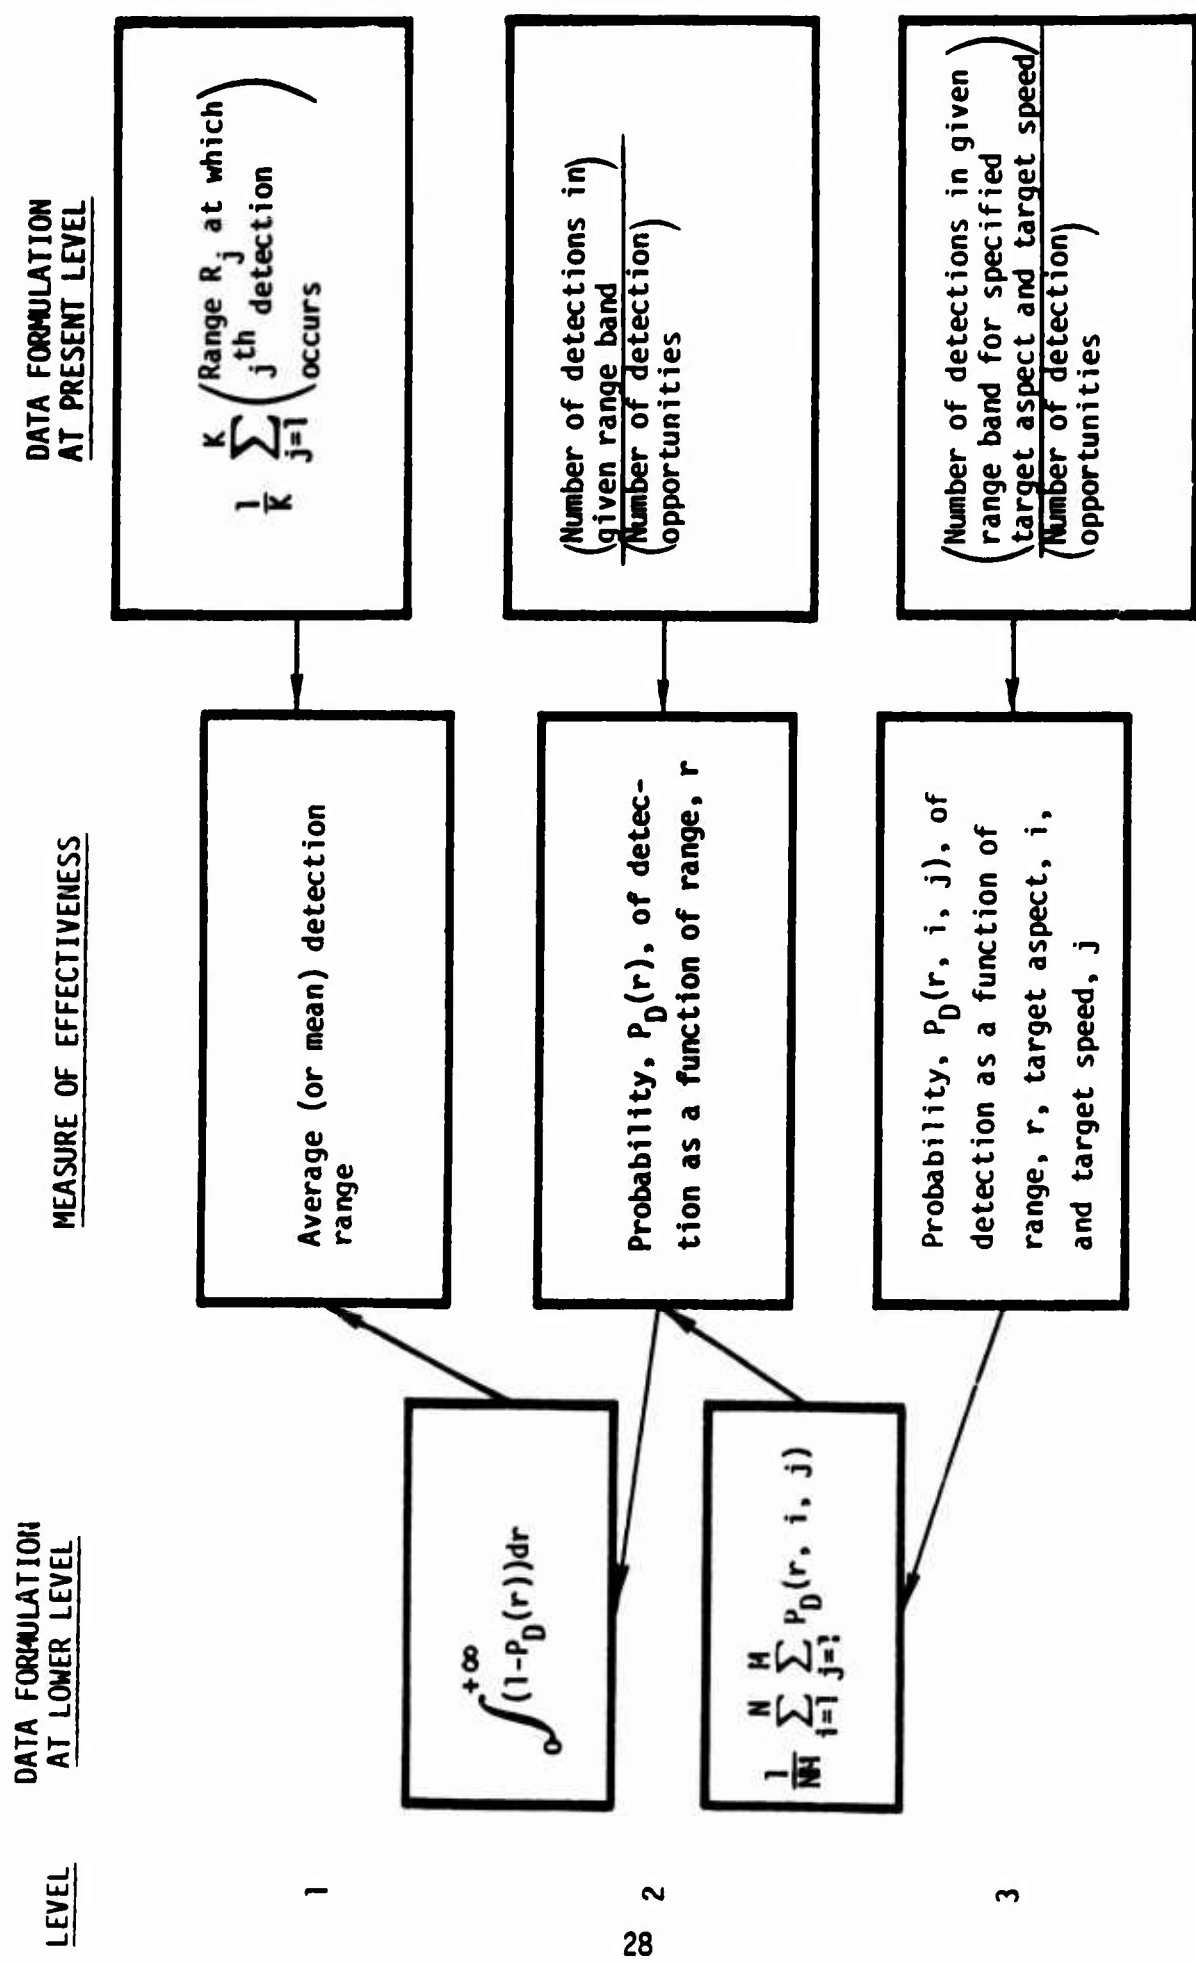 LEVEL
DATA FORMULATION
AT LOWER LEVEL
MEASURE OF EFFECTIVENESS
DATA FORMULATION
AT PRESENT LEVEL
1
∫₀^{+∞} (1-P_D(r))dr
Average (or mean) detection
range
1/K Σ_{j=1}^{K} (Range R_j at which
j^th detection
occurs)
2
1/NM Σ_{i=1}^{N} Σ_{j=1}^{M} P_D(r, i, j)
Probability, P_D(r), of detec-
tion as a function of range, r
(Number of detections in
given range band)
(Number of detection
opportunities)
3
Probability, P_D(r, i, j), of
detection as a function of
range, r, target aspect, i,
and target speed, j
(Number of detections in given
range band for specified
target aspect and target speed)
(Number of detection
opportunities)
28